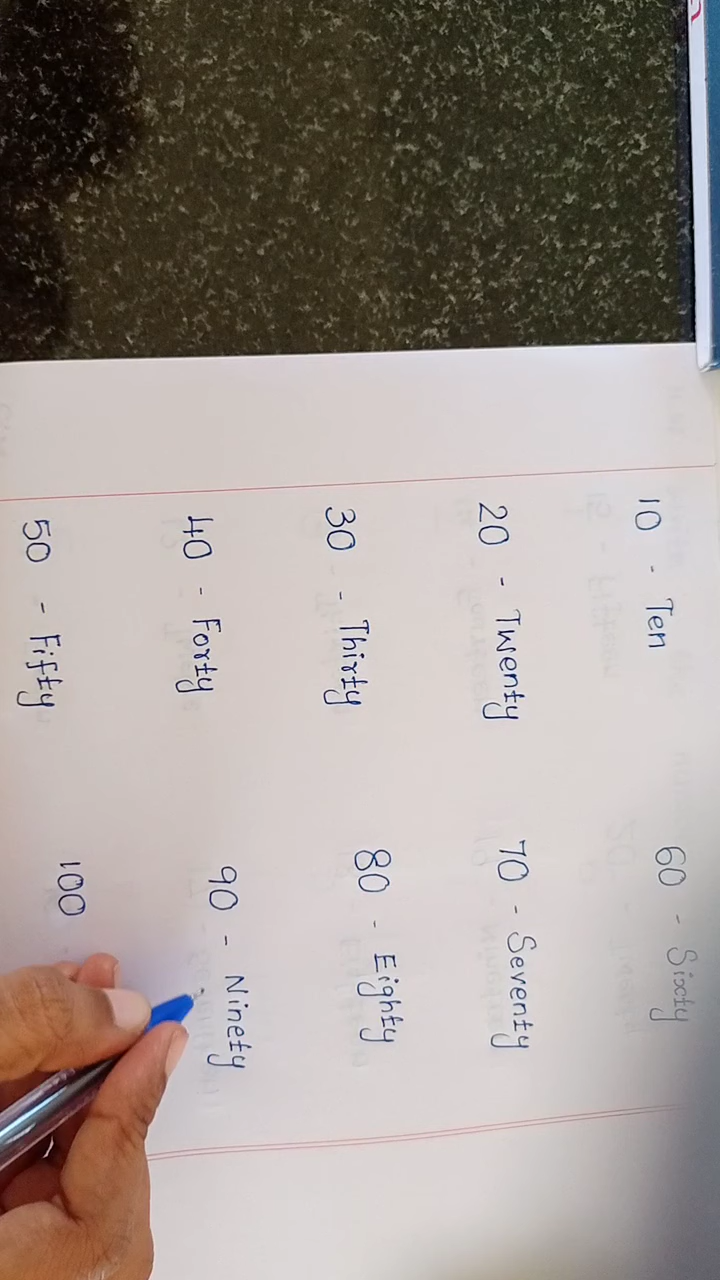 10 - Ten
20 - Twenty
30 - Thirty
40 - Forty
50 - Fifty
60 - Sixty
70 - Seventy
80 - Eighty
90 - Ninety
100